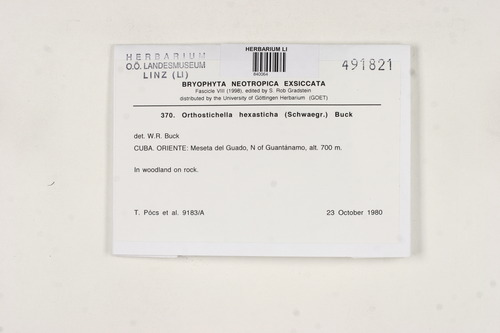 HERBARIUM
O.Ö. LANDESMUSEUM
LINZ (LI)
HERBARIUM LI
491821
BRYOPHYTA NEOTROPICA EXSICCATA
Fascicle VIII (1998), edited by S. Rob Gradstein
distributed by the University of Göttingen Herbarium (GOET)
370. Orthostichella hexasticha (Schwaegr.) Buck
det. W.R. Buck
CUBA. ORIENTE: Meseta del Guado, N of Guantánamo, alt. 700 m.
In woodland on rock.
T. Pócs et al. 9183/A
23 October 1980